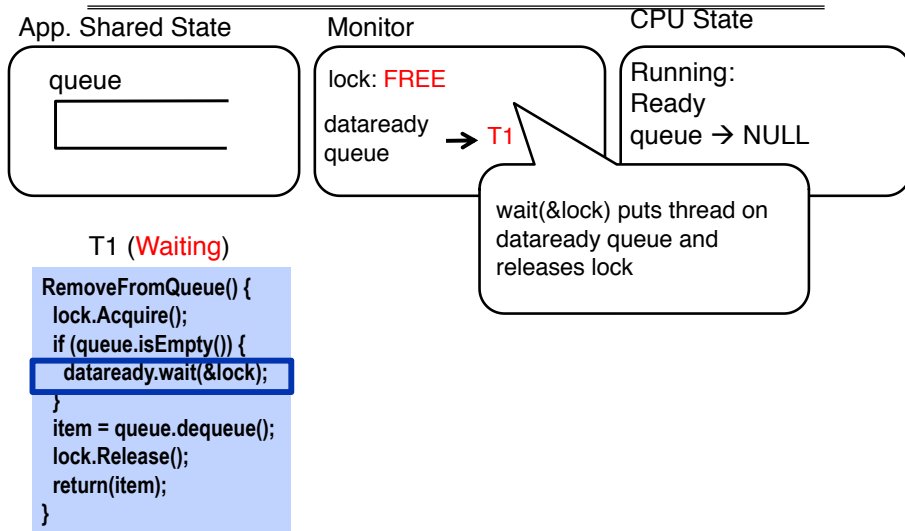 App. Shared State
Monitor
CPU State
queue
lock: FREE
dataready
queue → T1
Running:
Ready
queue → NULL
wait(&lock) puts thread on
dataready queue and
releases lock
T1 (Waiting)
RemoveFromQueue() {
lock.Acquire();
if (queue.isEmpty()) {
dataready.wait(&lock);
}
item = queue.dequeue();
lock.Release();
return(item);
}